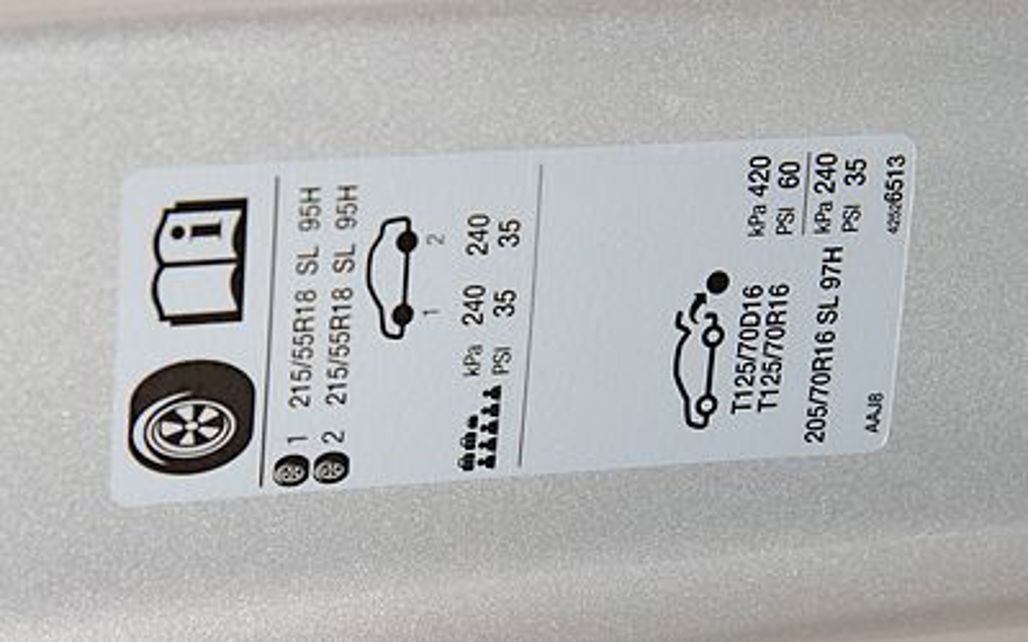 1 215/55R18 SL 95H
2 215/55R18 SL 95H
1 2
kPa 240 240
PSI 35 35
T125/70D16 kPa 420
T125/70R16 PSI 60
205/70R16 SL 97H kPa 240
PSI 35
AAJ8 42526513